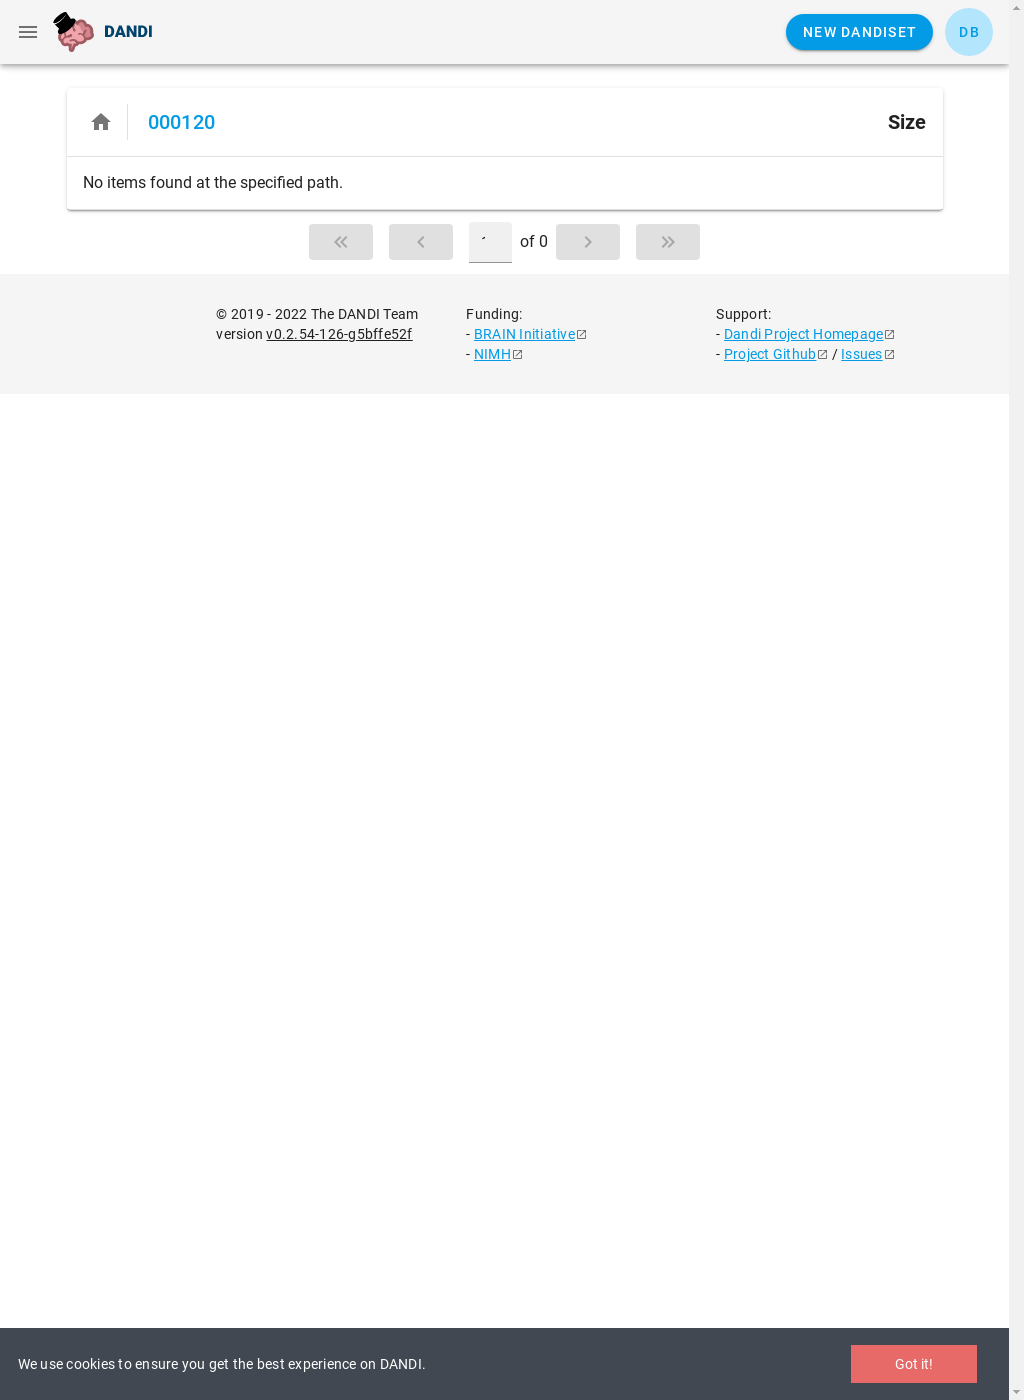 DANDI
NEW DANDISET
DB
000120
Size
No items found at the specified path.
of 0
© 2019 - 2022 The DANDI Team
version v0.2.54-126-g5bffe52f
Funding:
- BRAIN Initiative
- NIMH
Support:
- Dandi Project Homepage
- Project Github / Issues
We use cookies to ensure you get the best experience on DANDI.
Got it!